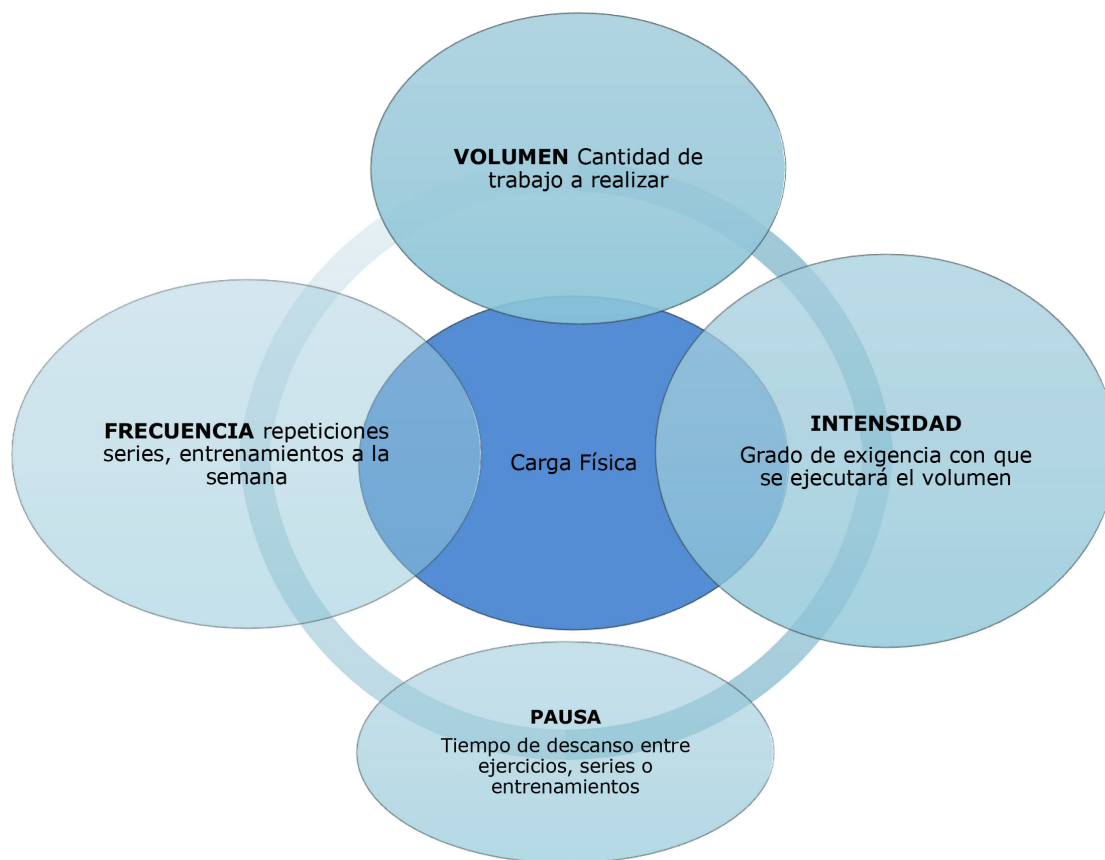 VOLUMEN Cantidad de
trabajo a realizar
FRECUENCIA repeticiones
series, entrenamientos a la
semana
Carga Física
INTENSIDAD
Grado de exigencia con que
se ejecutará el volumen
PAUSA
Tiempo de descanso entre
ejercicios, series o
entrenamientos